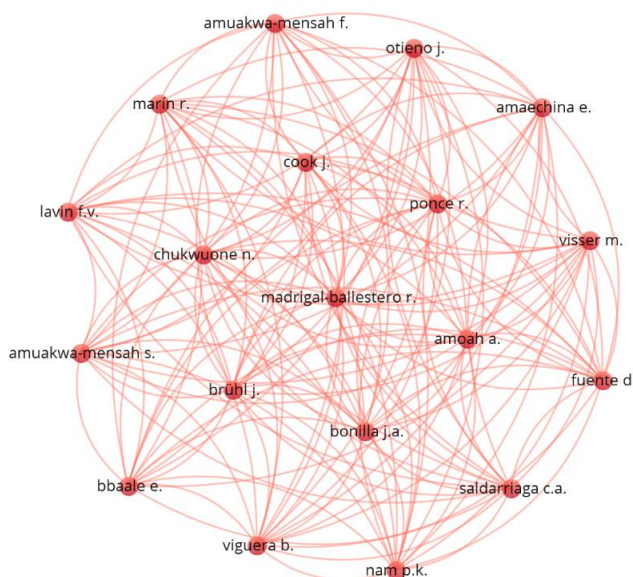 amuakwa-mensah f.
otieno j.
marín r.
amaechina e.
cook j.
lavin f.v.
ponce r.
visser m.
chukwuone n.
madrigal-ballestero r.
amuakwa-mensah s.
amoah a.
fuente d
brühl j.
bonilla j.a.
bbaale e.
saldarriaga c.a.
viguera b.
nam p.k.